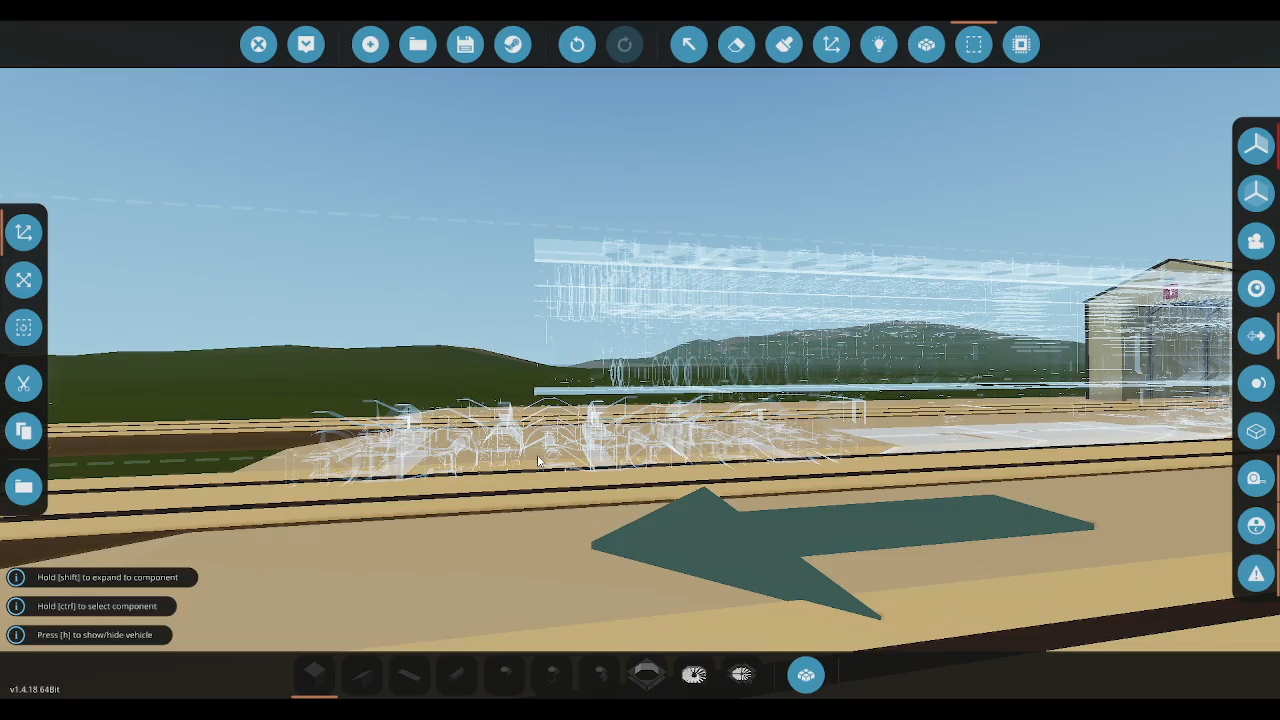 Hold [shift] to expand to component
Hold [ctrl] to select component
Press [h] to show/hide vehicle
v1.4.18 64Bit